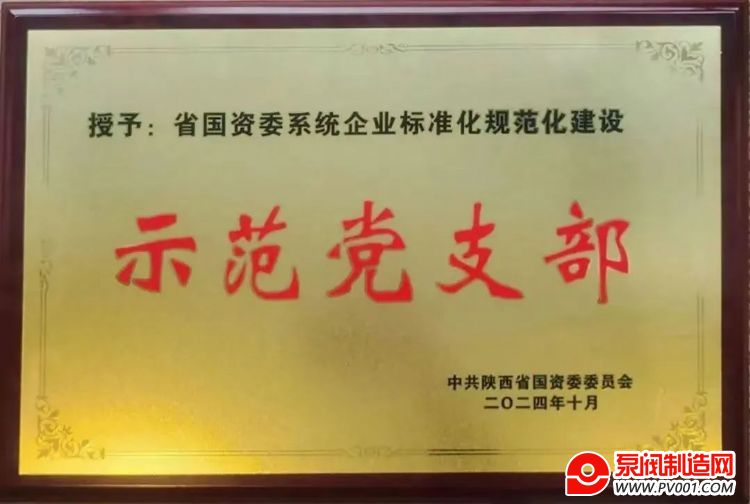 授予：省国资委系统企业标准化规范化建设
示范党支部
中共陕西省国资委委员会
二〇二四年十月
泵阀制造网
WWW.PV001.COM